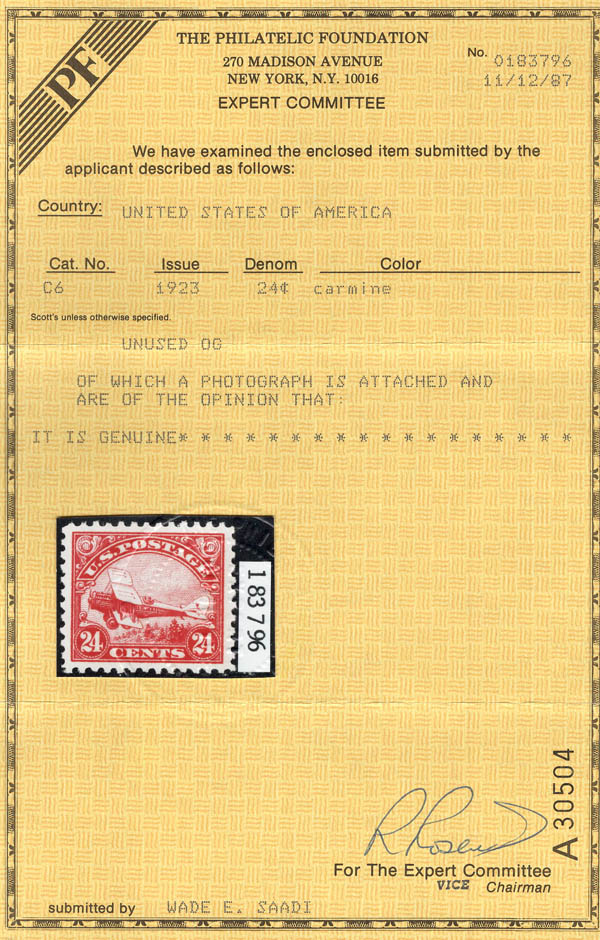 PF
THE PHILATELIC FOUNDATION
270 MADISON AVENUE
NEW YORK, N.Y. 10016
EXPERT COMMITTEE
No. 0183796
11/12/87
We have examined the enclosed item submitted by the
applicant described as follows:
Country: UNITED STATES OF AMERICA
Cat. No. Issue Denom Color
C6 1923 24¢ carmine
Scott's unless otherwise specified.
UNUSED OG
OF WHICH A PHOTOGRAPH IS ATTACHED AND
ARE OF THE OPINION THAT:
IT IS GENUINE* * * * * * * * * * * * * * * * * *
U.S. POSTAGE
24 CENTS 24
183796
A 30504
For The Expert Committee
VICE Chairman
submitted by WADE E. SAADI